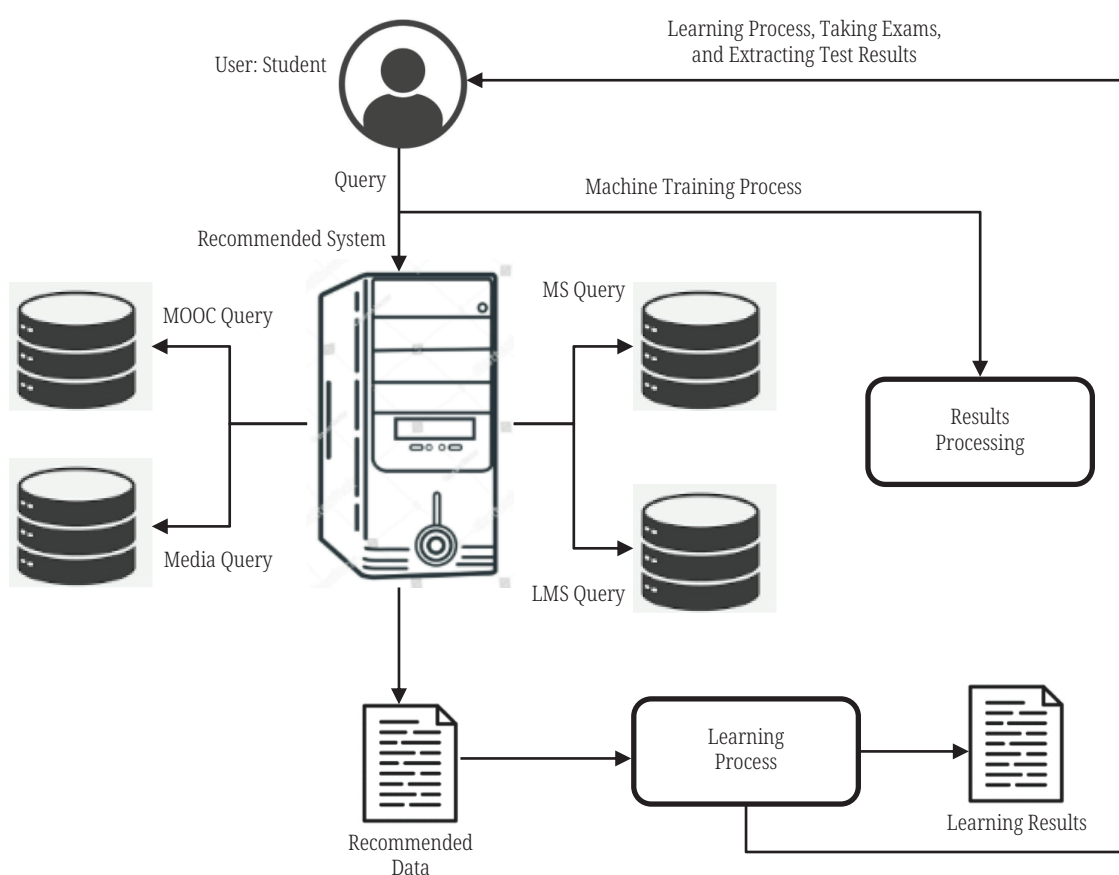 Learning Process, Taking Exams,
and Extracting Test Results
User: Student
Query
Machine Training Process
Recommended System
MOOC Query
MS Query
Results
Processing
Media Query
LMS Query
Learning
Process
Learning Results
Recommended
Data